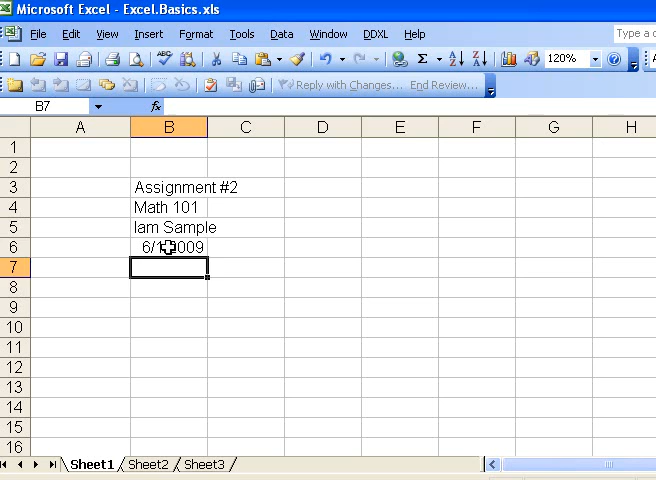 Microsoft Excel - Excel.Basics.xls
File Edit View Insert Format Tools Data Window DDXL Help
Type a
Σ 120%
Reply with Changes... End Review...
B7 fx
A B C D E F G H
1
2
3 Assignment #2
4 Math 101
5 Iam Sample
6
7
8
9
10
11
12
13
14
15
16
Sheet1 Sheet2 Sheet3